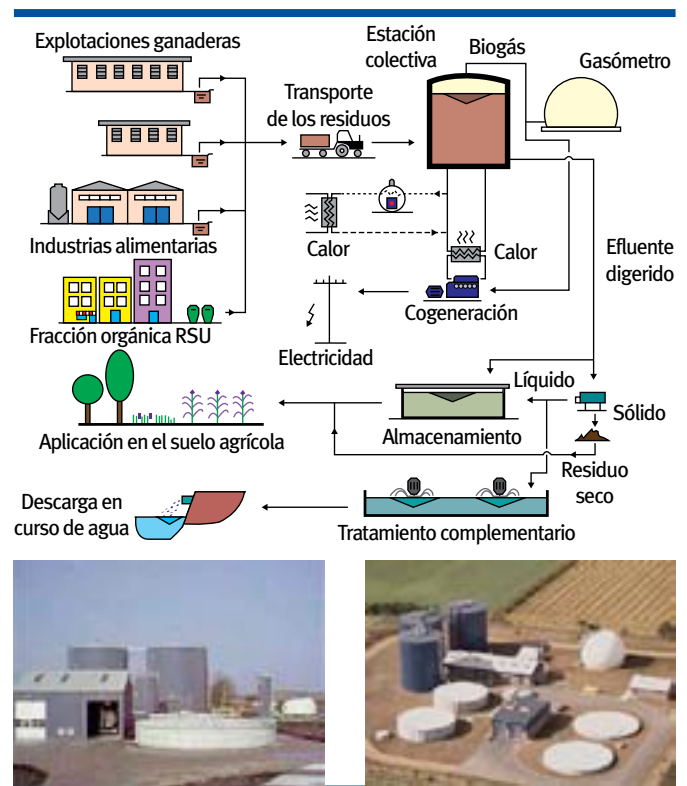 Explotaciones ganaderas
Estación
colectiva
Biogás
Gasómetro
Transporte
de los residuos
Industrias alimentarias
Calor
Calor
Efluente
digerido
Fracción orgánica RSU
Cogeneración
Electricidad
Líquido
Sólido
Aplicación en el suelo agrícola
Almacenamiento
Residuo
seco
Descarga en
curso de agua
Tratamiento complementario